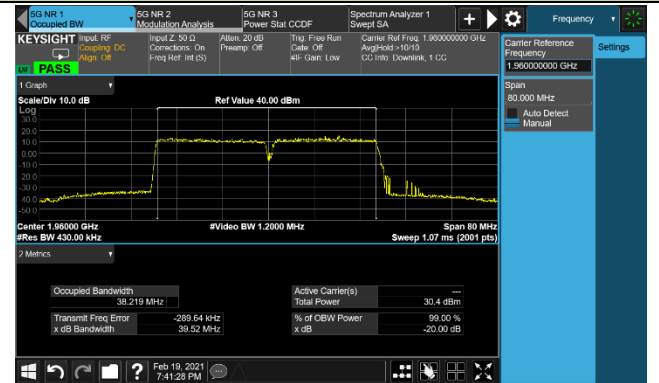 5G NR 1
Occupied BW
5G NR 2
Modulation Analysis
5G NR 3
Power Stat CCDF
Spectrum Analyzer 1
Swept SA
Frequency
KEYSIGHT
Input: RF
Coupling: DC
Align: Off
Input Z: 50 Ω
Corrections: On
Freq Ref: Int (S)
Atten: 20 dB
Preamp: Off
Trig: Free Run
Gate: Off
#IF Gain: Low
Carrier Ref Freq: 1.960000000 GHz
Avg|Hold:>10/10
CC Info: Downlink, 1 CC
PASS
Carrier Reference
Frequency
1.960000000 GHz
Settings
Span
80.000 MHz
Auto Detect
Manual
1 Graph
Scale/Div 10.0 dB
Ref Value 40.00 dBm
Log
30.0
20.0
10.0
0.00
-10.0
-20.0
-30.0
-40.0
-50.0
Center 1.96000 GHz
#Video BW 1.2000 MHz
Span 80 MHz
#Res BW 430.00 kHz
Sweep 1.07 ms (2001 pts)
2 Metrics
Occupied Bandwidth
38.219 MHz
Active Carrier(s)
---
Total Power
30.4 dBm
Transmit Freq Error
-289.64 kHz
x dB Bandwidth
39.52 MHz
% of OBW Power
99.00 %
x dB
-20.00 dB
Feb 19, 2021
7:41:28 PM